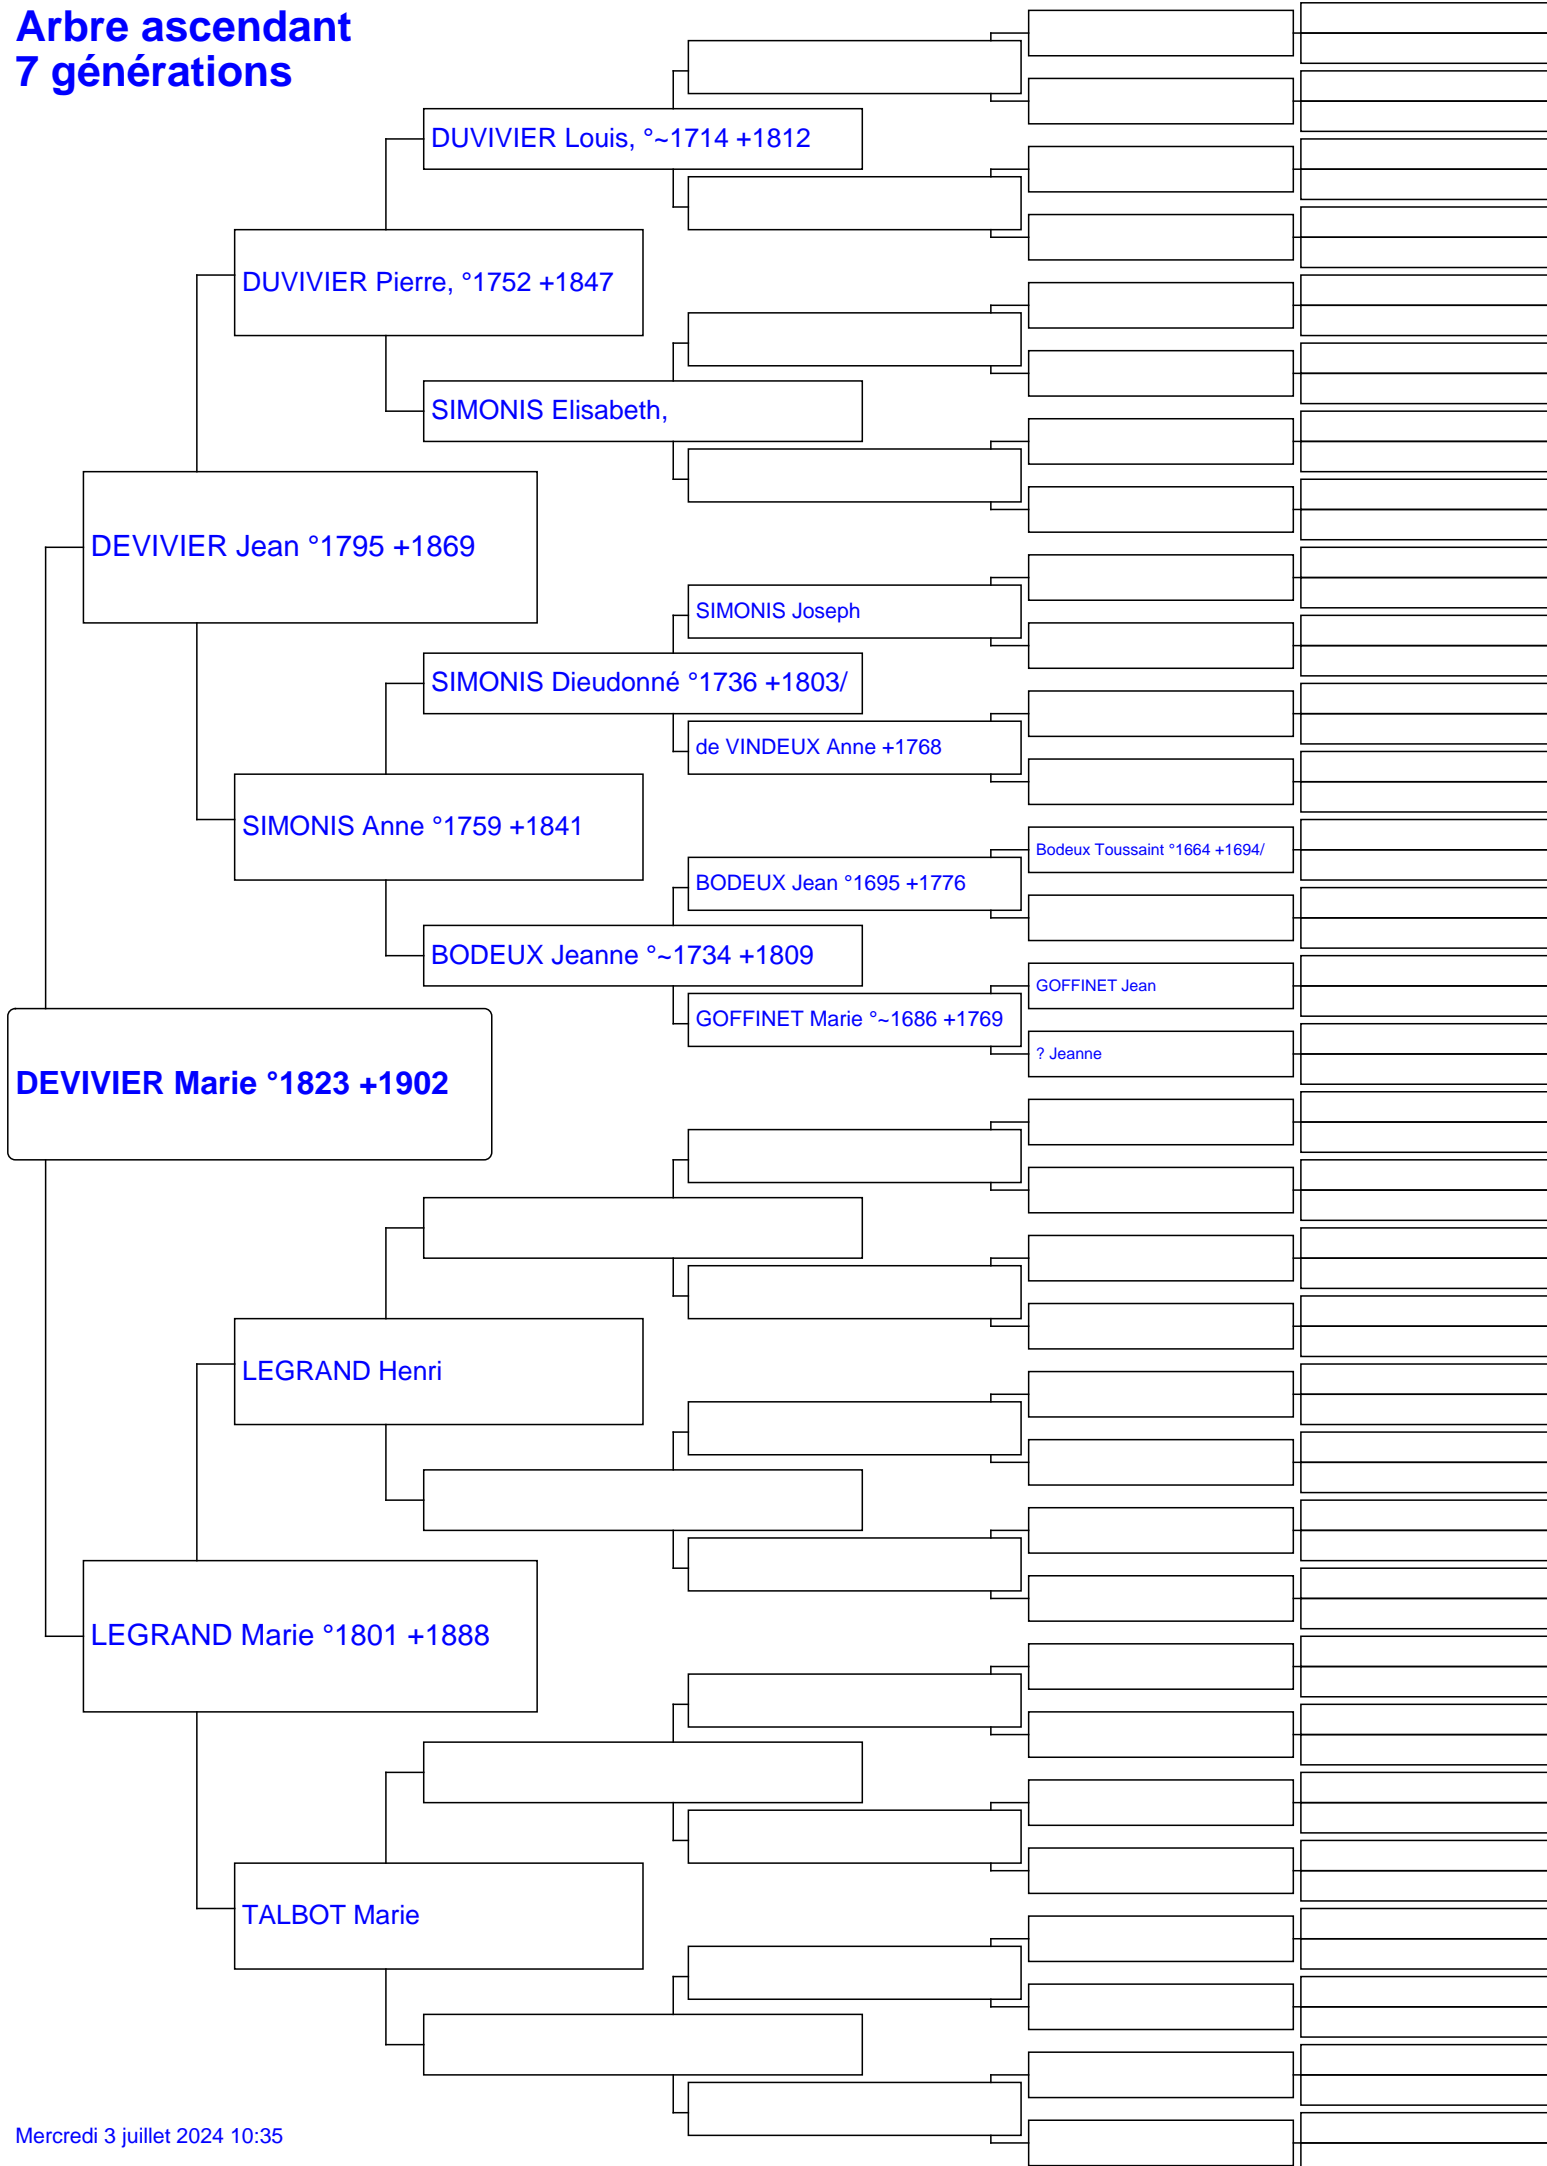 Arbre ascendant
7 générations
DUVIVIER Louis, °~1714 +1812
DUVIVIER Pierre, °1752 +1847
SIMONIS Elisabeth,
DEVIVIER Jean °1795 +1869
SIMONIS Joseph
SIMONIS Dieudonné °1736 +1803/
de VINDEUX Anne +1768
SIMONIS Anne °1759 +1841
Bodeux Toussaint °1664 +1694/
BODEUX Jean °1695 +1776
BODEUX Jeanne °~1734 +1809
GOFFINET Jean
GOFFINET Marie °~1686 +1769
? Jeanne
DEVIVIER Marie °1823 +1902
LEGRAND Henri
LEGRAND Marie °1801 +1888
TALBOT Marie
Mercredi 3 juillet 2024 10:35